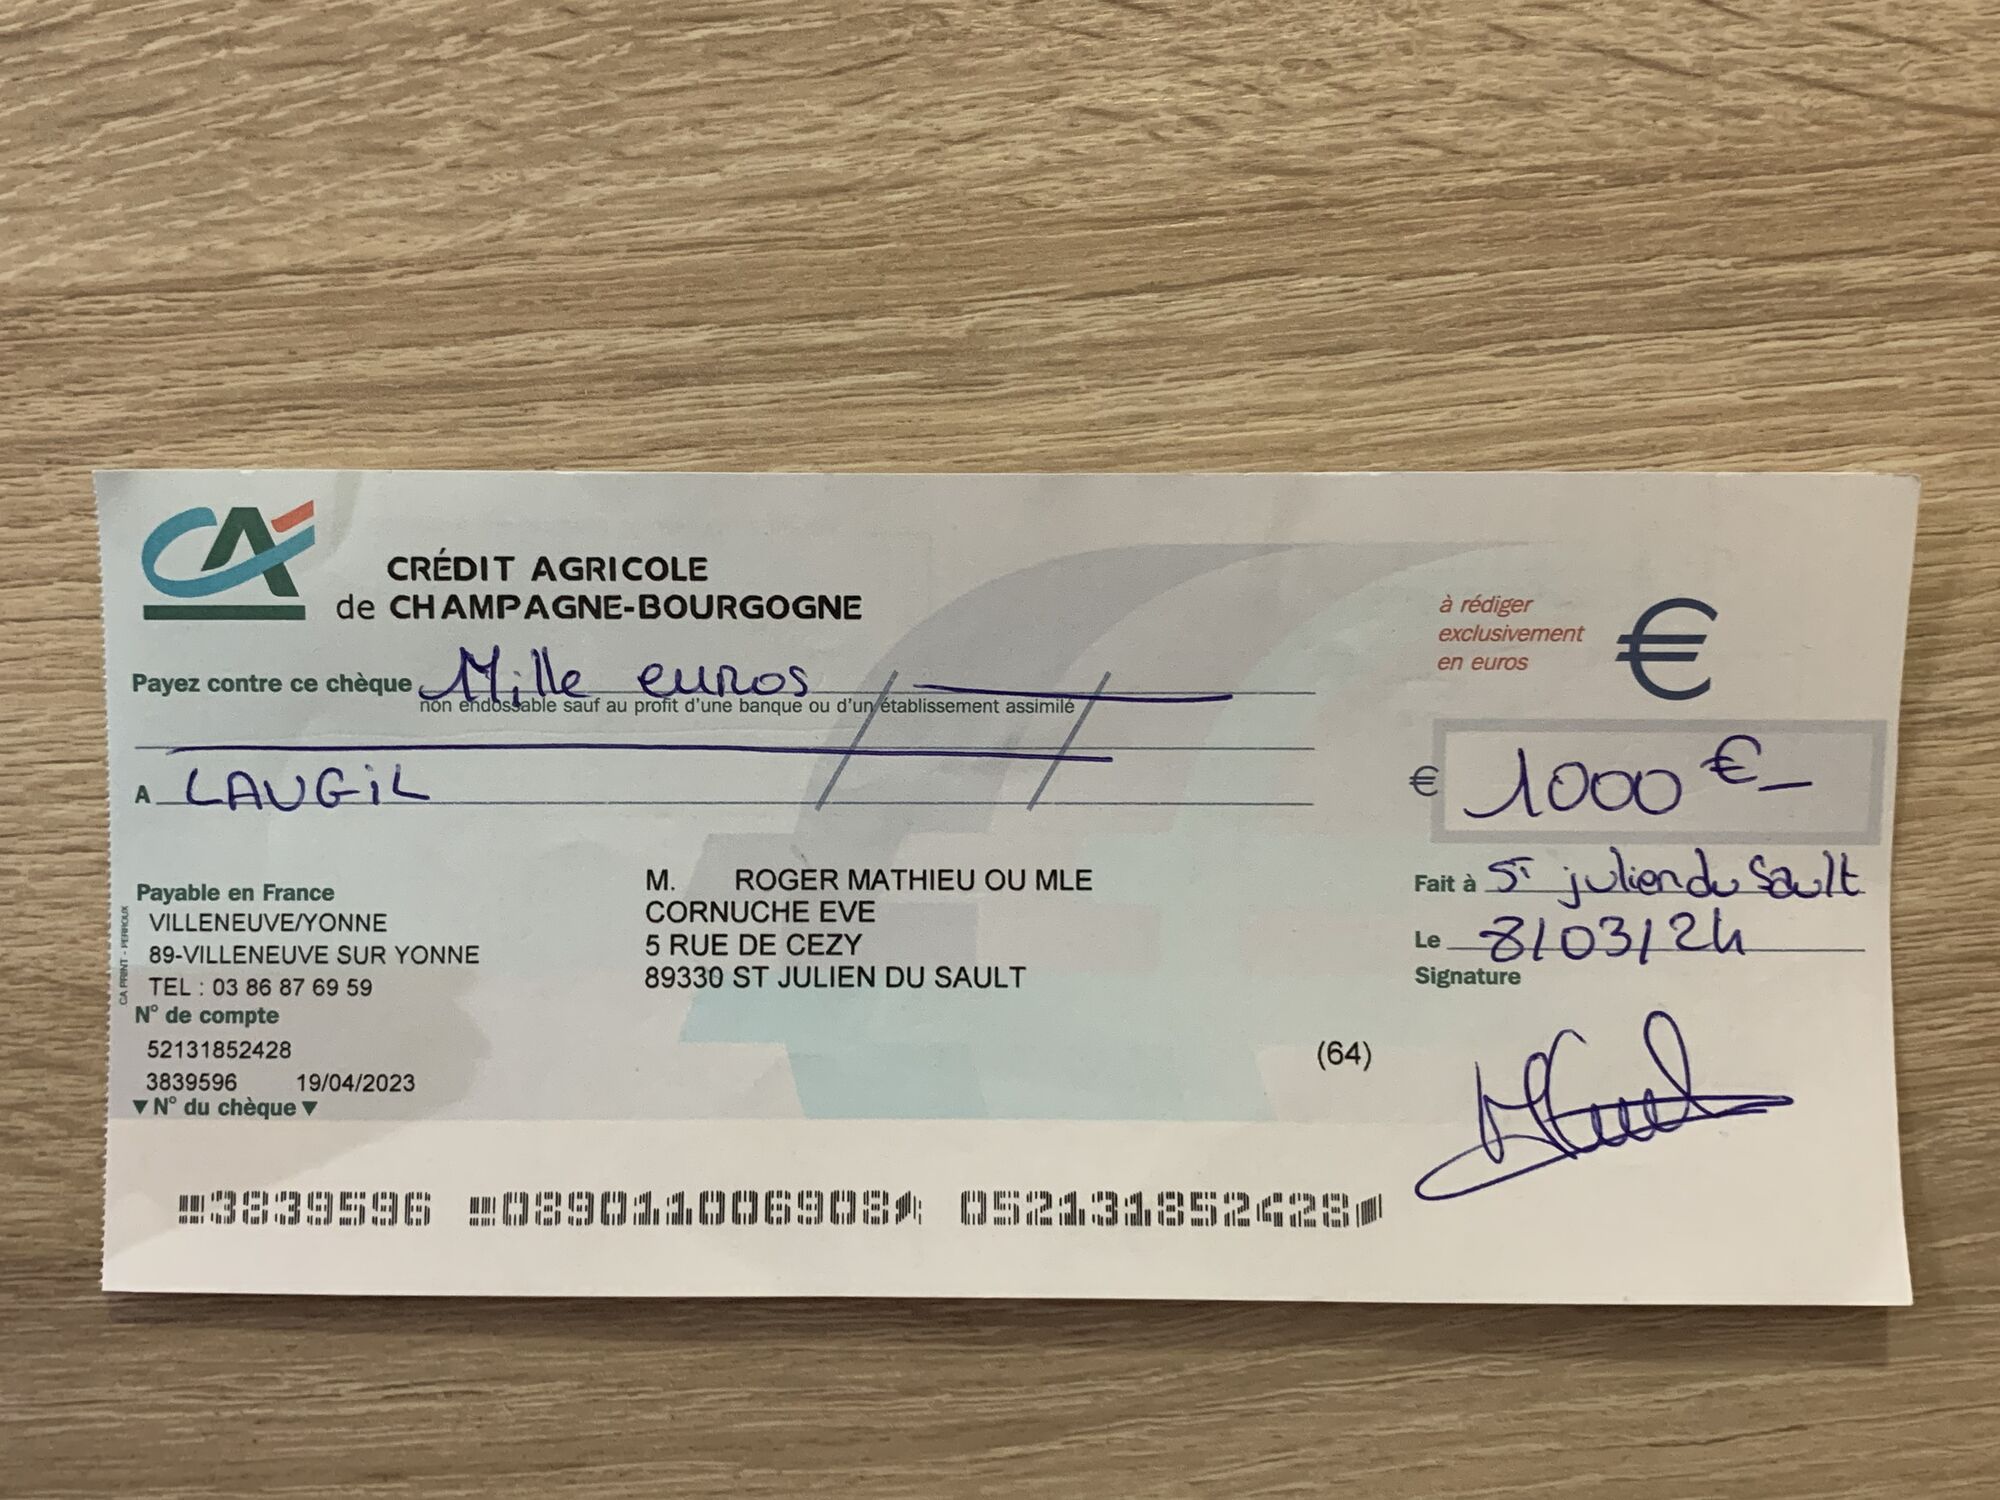 CA
CRÉDIT AGRICOLE
de CHAMPAGNE-BOURGOGNE
à rédiger
exclusivement
en euros
€
Payez contre ce chèque Mille euros
non endossable sauf au profit d'une banque ou d'un établissement assimilé
A LAUGiL
€ 1000 €
Payable en France
VILLENEUVE/YONNE
89-VILLENEUVE SUR YONNE
TEL : 03 86 87 69 59
N° de compte
52131852428
3839596 19/04/2023
▼ N° du chèque ▼
CA PRINT - PERROUX
M. ROGER MATHIEU OU MLE
CORNUCHE EVE
5 RUE DE CEZY
89330 ST JULIEN DU SAULT
(64)
Fait à St julien du Sault
Le 8/03/24
Signature
3839596 089011006908 052131852428